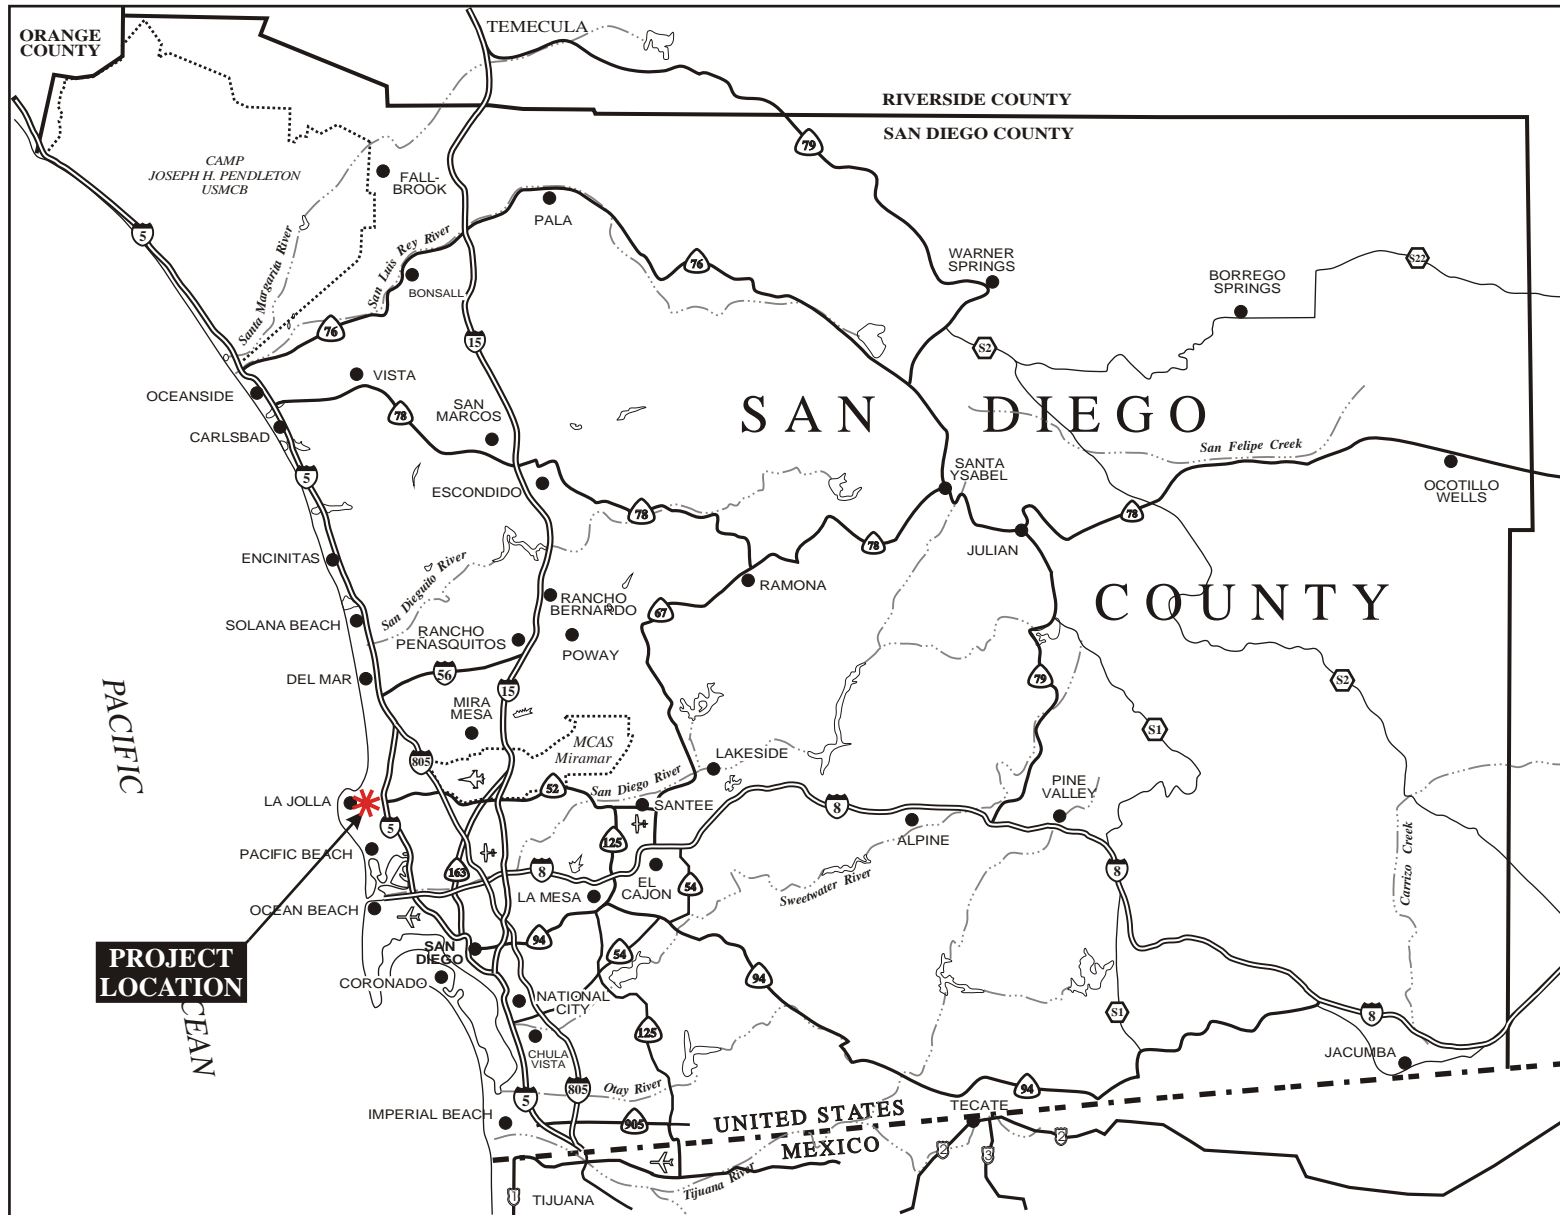 ORANGE
COUNTY
TEMECULA
RIVERSIDE COUNTY
SAN DIEGO COUNTY
79
CAMP
JOSEPH H. PENDLETON
USMCB
FALL-
BROOK
PALA
5
Santa Margarita River
San Luis Rey River
BONSALL
76
76
WARNER
SPRINGS
S22
BORREGO
SPRINGS
15
S2
VISTA
OCEANSIDE
78
SAN
MARCOS
CARLSBAD
SAN DIEGO
San Felipe Creek
5
ESCONDIDO
SANTA
YSABEL
OCOTILLO
WELLS
78
78
78
JULIAN
ENCINITAS
San Dieguito River
RAMONA
RANCHO
BERNARDO
67
COUNTY
SOLANA BEACH
RANCHO
PEÑASQUITOS
POWAY
DEL MAR
56
15
79
S2
PACIFIC
MIRA
MESA
S1
MCAS
Miramar
805
LAKESIDE
San Diego River
52
PINE
VALLEY
LA JOLLA
SANTEE
8
5
ALPINE
125
PACIFIC BEACH
163
8
EL
CAJON
54
8
LA MESA
Sweetwater River
Carrizo Creek
OCEAN BEACH
94
SAN
DIEGO
54
PROJECT
LOCATION
CORONADO
94
CEAN
NATIONAL
CITY
125
S1
8
CHULA
VISTA
JACUMBA
Otay River
805
5
94
IMPERIAL BEACH
905
UNITED STATES
TECATE
MEXICO
2
3
2
Tijuana River
1
TIJUANA